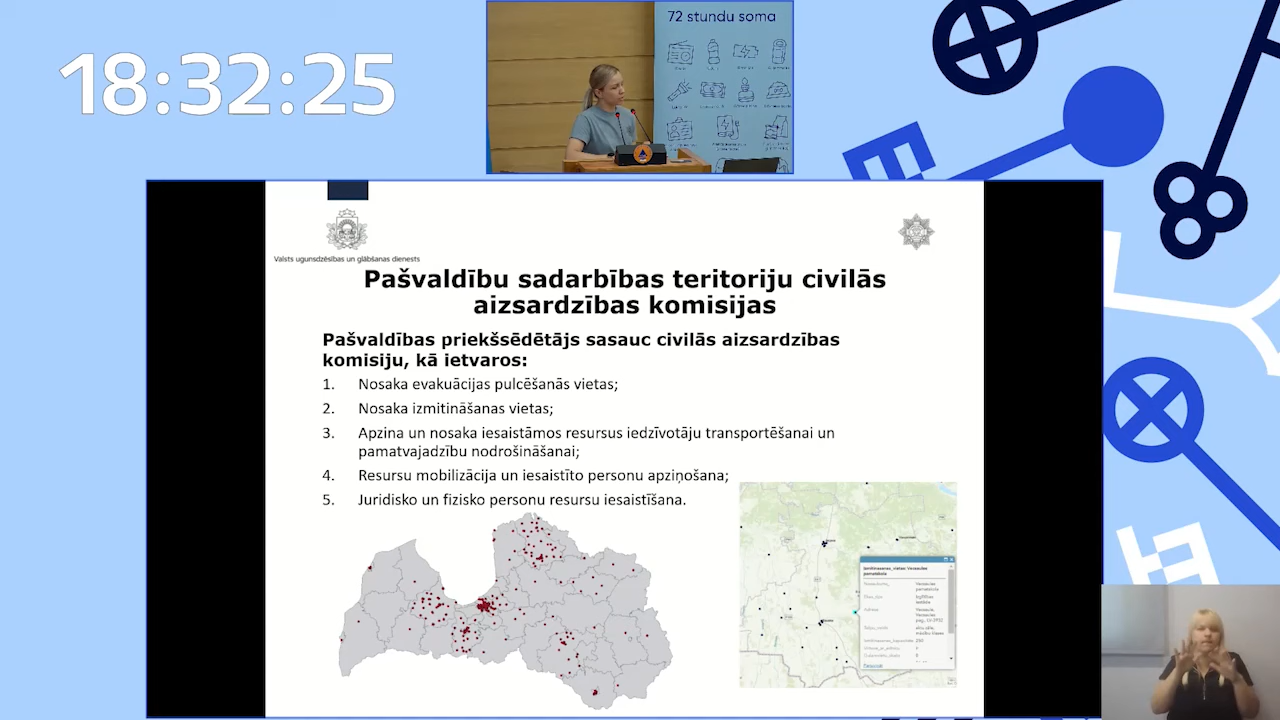 18:32:25
72 stundu soma
Valsts ugunsdzēsības un glābšanas dienests
Pašvaldību sadarbības teritoriju civilās
aizsardzības komisijas
Pašvaldības priekšsēdētājs sasauc civilās aizsardzības
komisiju, kā ietvaros:
1. Nosaka evakuācijas pulcēšanās vietas;
2. Nosaka izmitināšanas vietas;
3. Apzina un nosaka iesaistāmos resursus iedzīvotāju transportēšanai un
pamatvajadzību nodrošināšanai;
4. Resursu mobilizācija un iesaistīto personu apziņošana;
5. Juridisko un fizisko personu resursu iesaistīšana.